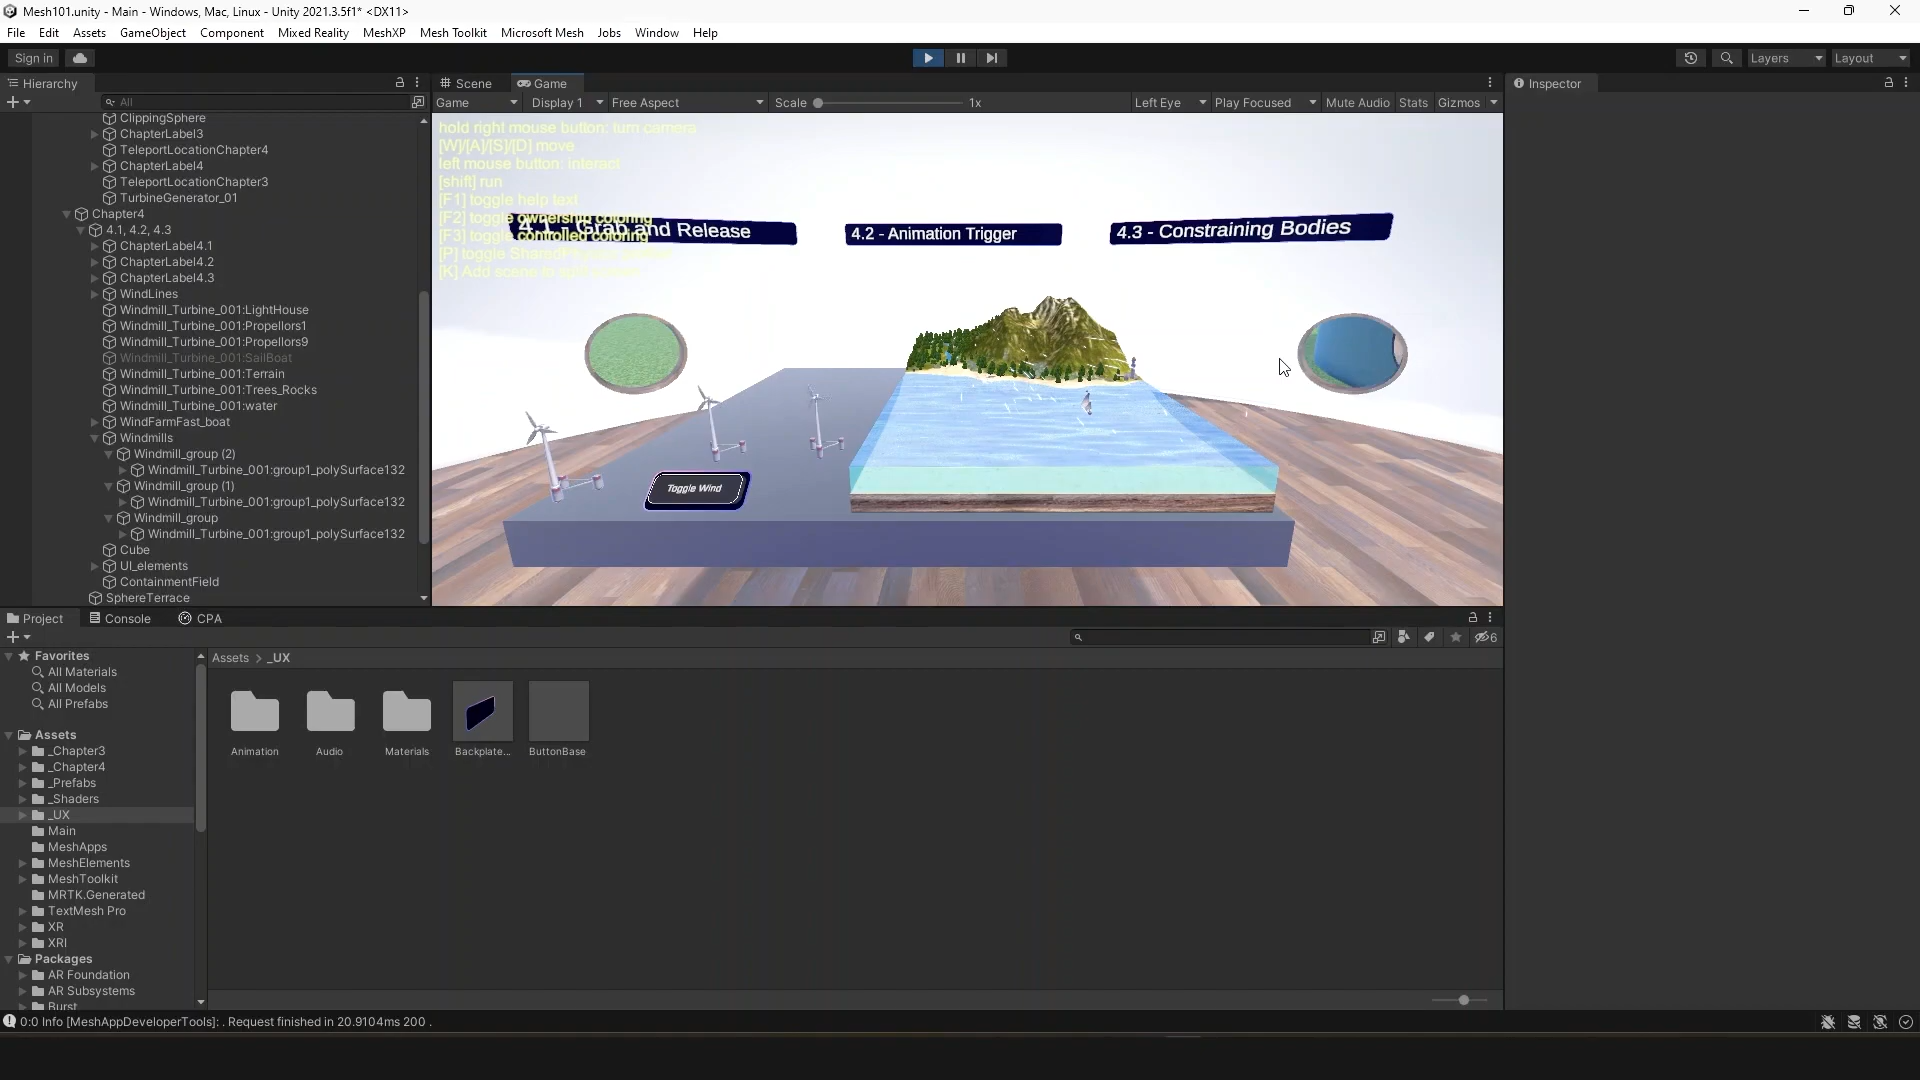 Mesh101.unity - Main - Windows, Mac, Linux - Unity 2021.3.5f1* <DX11>
File Edit Assets GameObject Component Mixed Reality MeshXP Mesh Toolkit Microsoft Mesh Jobs Window Help
Sign in
Layers
Layout
Hierarchy
Scene
Game
Inspector
All
Game
Display 1
Free Aspect
Scale
1x
Left Eye
Play Focused
Mute Audio
Stats
Gizmos
ClippingSphere
ChapterLabel3
TeleportLocationChapter4
ChapterLabel4
TeleportLocationChapter3
TurbineGenerator_01
Chapter4
4.1, 4.2, 4.3
ChapterLabel4.1
ChapterLabel4.2
ChapterLabel4.3
WindLines
Windmill_Turbine_001:LightHouse
Windmill_Turbine_001:Propellors1
Windmill_Turbine_001:Propellors9
Windmill_Turbine_001:SailBoat
Windmill_Turbine_001:Terrain
Windmill_Turbine_001:Trees_Rocks
Windmill_Turbine_001:water
WindFarmFast_boat
Windmills
Windmill_group (2)
Windmill_Turbine_001:group1_polySurface132
Windmill_group (1)
Windmill_Turbine_001:group1_polySurface132
Windmill_group
Windmill_Turbine_001:group1_polySurface132
Cube
UI_elements
ContainmentField
SphereTerrace
hold right mouse button: turn camera
[W]/[A]/[S]/[D] move
left mouse button: interact
[shift] run
[F1] toggle help text
[F2] toggle ownership coloring
[F3] toggle controlled coloring
[P] toggle
[K] Add scene to
4.1 - Grab and Release
4.2 - Animation Trigger
4.3 - Constraining Bodies
Toggle Wind
Project
Console
CPA
6
Favorites
All Materials
All Models
All Prefabs
Assets
_Chapter3
_Chapter4
_Prefabs
_Shaders
_UX
Main
MeshApps
MeshElements
MeshToolkit
MRTK.Generated
TextMesh Pro
XR
XRI
Packages
AR Foundation
AR Subsystems
Burst
Assets > _UX
Animation
Audio
Materials
Backplate...
ButtonBase
0:0 Info [MeshAppDeveloperTools]: . Request finished in 20.9104ms 200 .